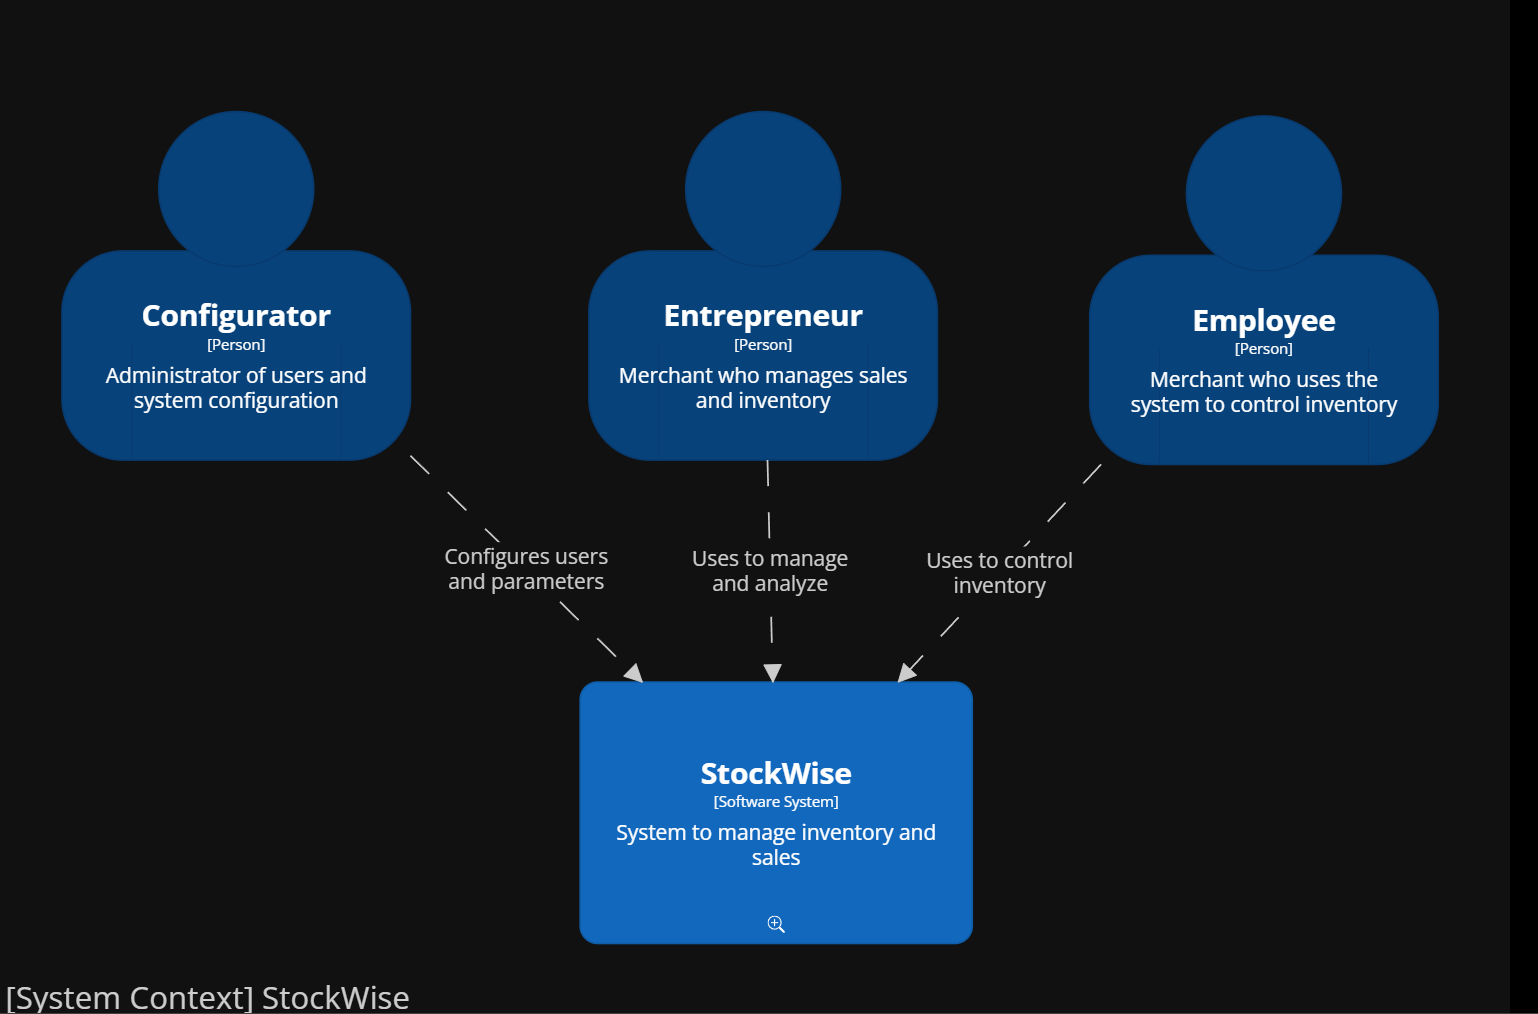 Configurator
[Person]
Administrator of users and
system configuration
Entrepreneur
[Person]
Merchant who manages sales
and inventory
Employee
[Person]
Merchant who uses the
system to control inventory
Configures users
and parameters
Uses to manage
and analyze
Uses to control
inventory
StockWise
[Software System]
System to manage inventory and
sales
[System Context] StockWise